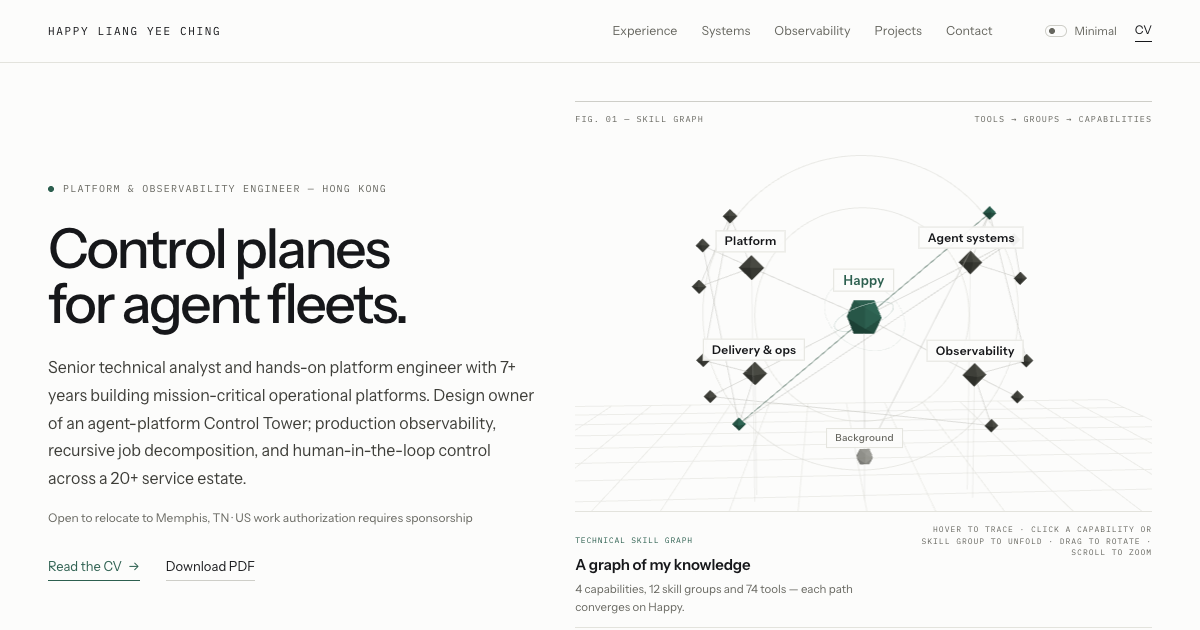 HAPPY LIANG YEE CHING
Experience Systems Observability Projects Contact Minimal CV
PLATFORM & OBSERVABILITY ENGINEER — HONG KONG
Control planes
for agent fleets.
Senior technical analyst and hands-on platform engineer with 7+
years building mission-critical operational platforms. Design owner
of an agent-platform Control Tower; production observability,
recursive job decomposition, and human-in-the-loop control
across a 20+ service estate.
Open to relocate to Memphis, TN · US work authorization requires sponsorship
Read the CV → Download PDF
FIG. 01 — SKILL GRAPH TOOLS → GROUPS → CAPABILITIES
Platform
Agent systems
Happy
Delivery & ops
Observability
Background
HOVER TO TRACE · CLICK A CAPABILITY OR
SKILL GROUP TO UNFOLD · DRAG TO ROTATE ·
SCROLL TO ZOOM
TECHNICAL SKILL GRAPH
A graph of my knowledge
4 capabilities, 12 skill groups and 74 tools — each path
converges on Happy.